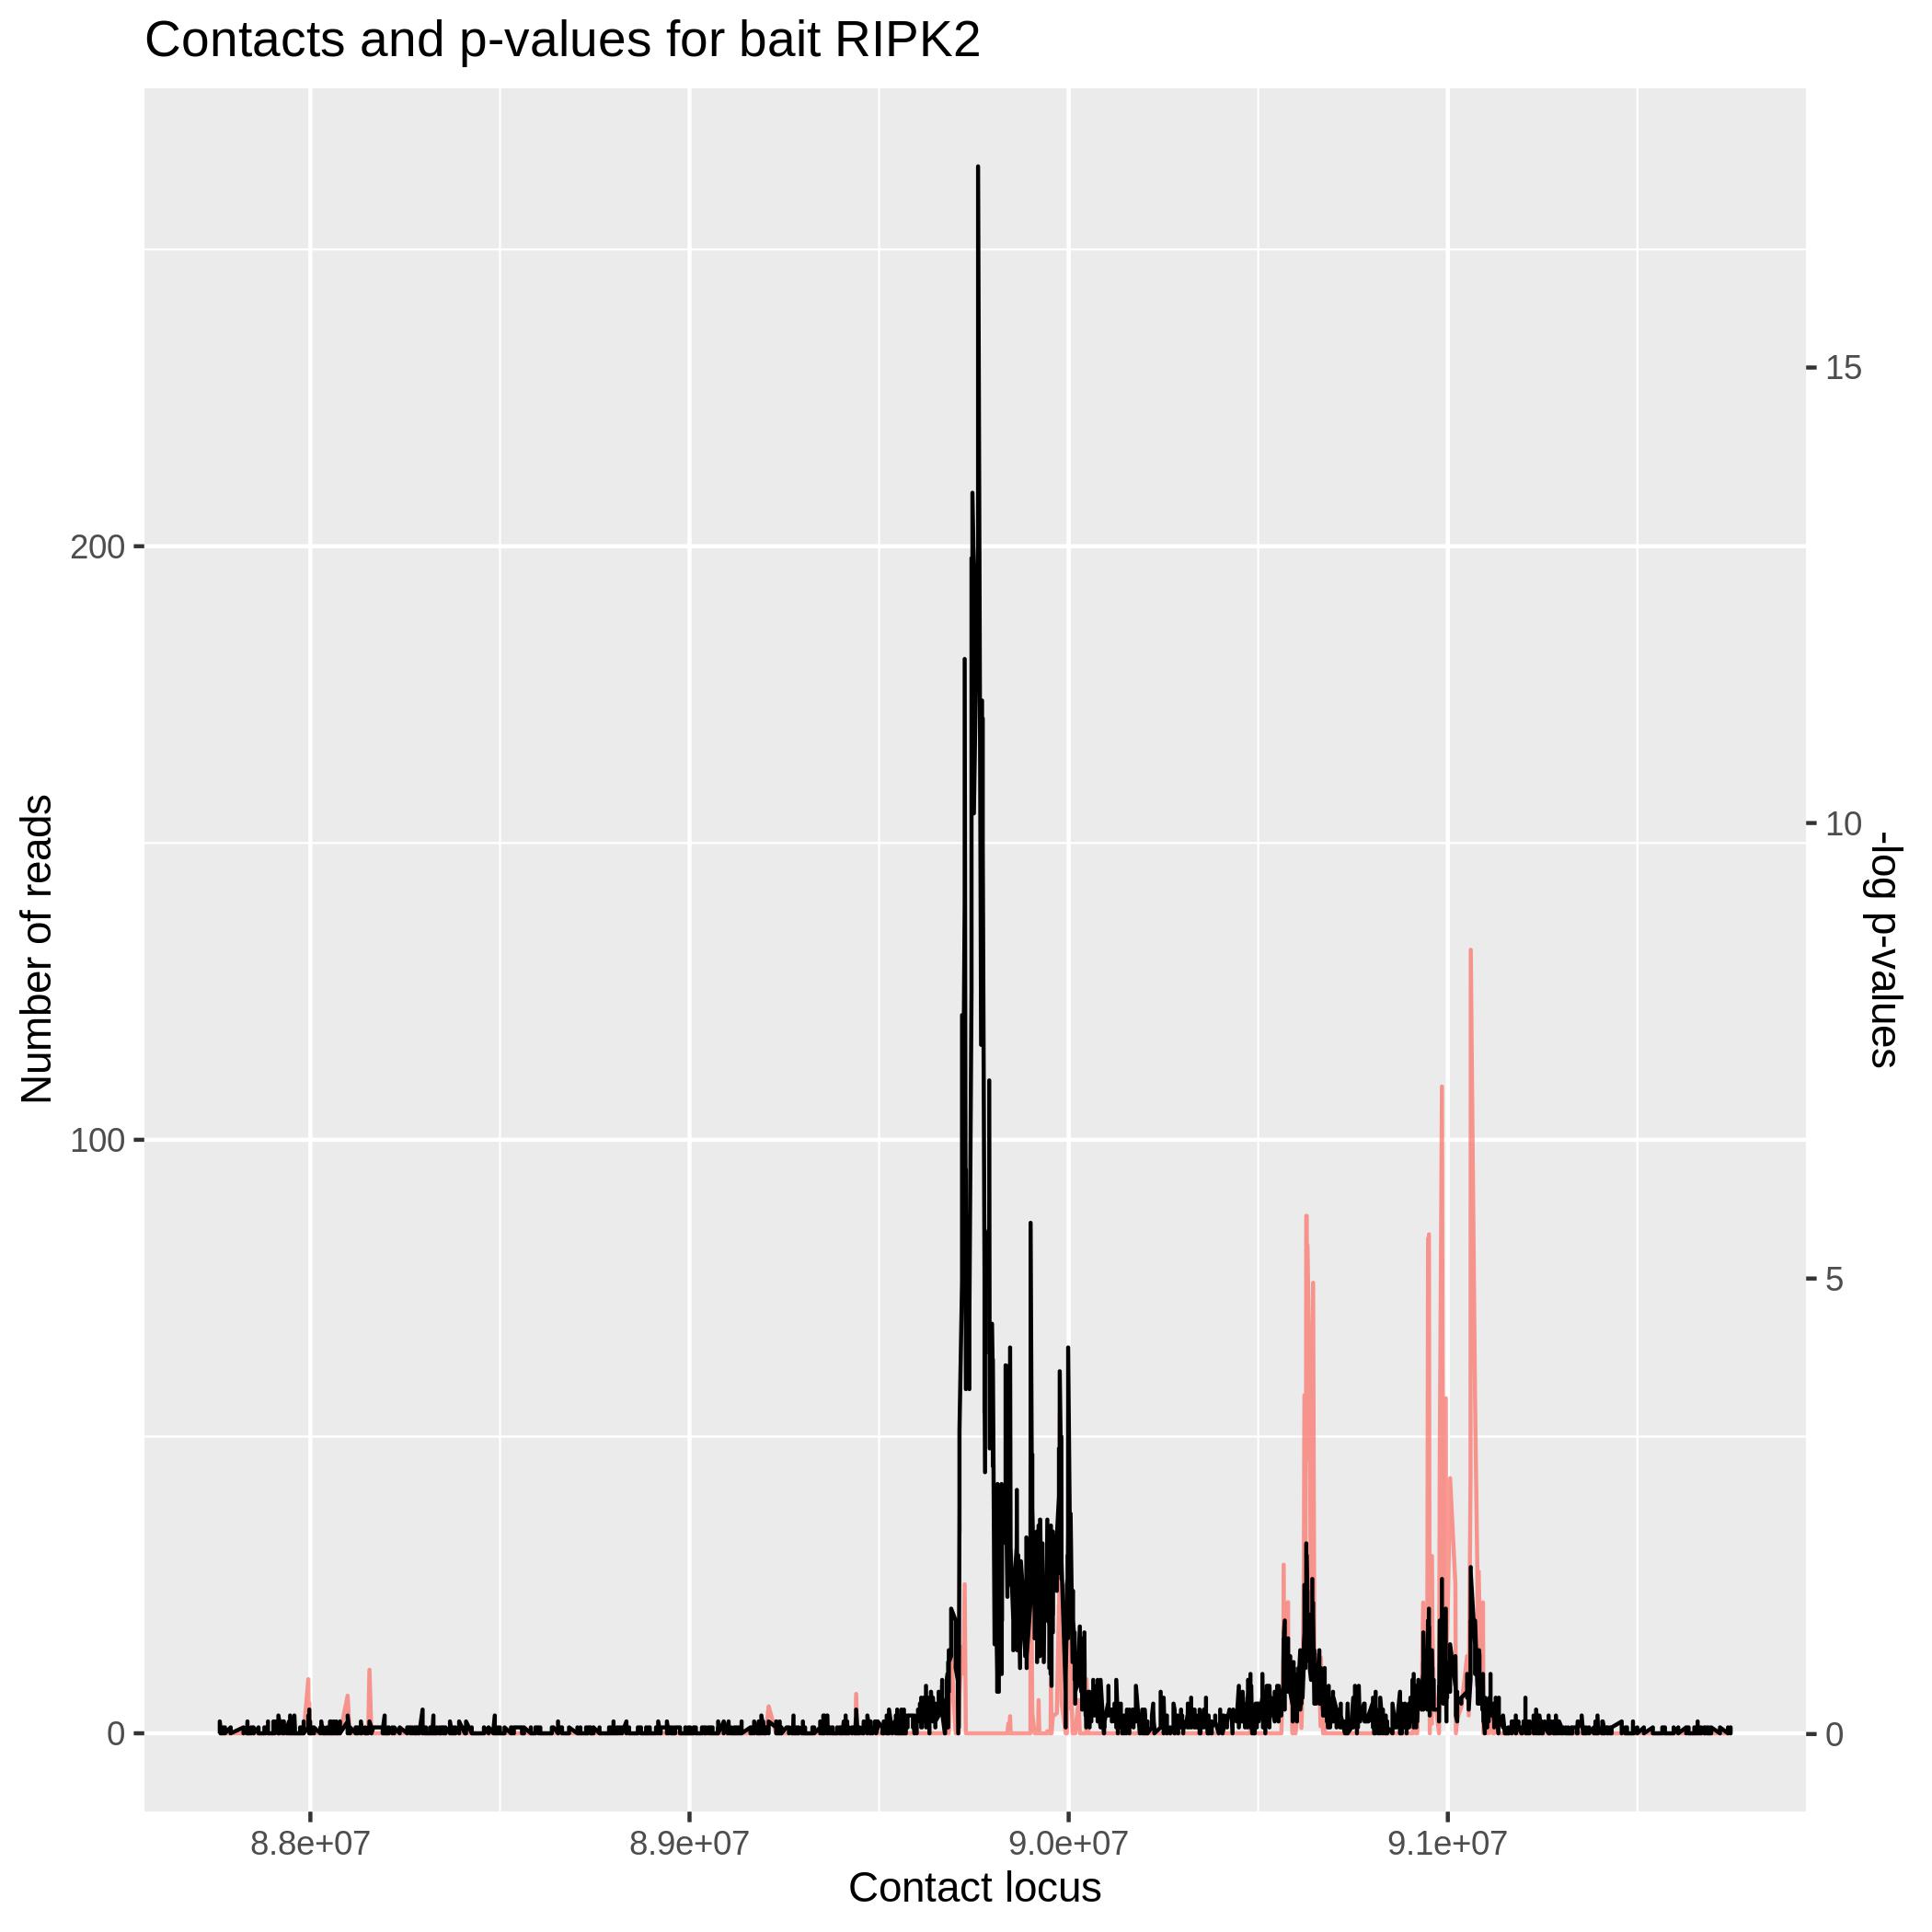 Contacts and p-values for bait RIPK2
Number of reads
200
100
0
15
10
5
0
-log p-values
8.8e+07
8.9e+07
9.0e+07
9.1e+07
Contact locus